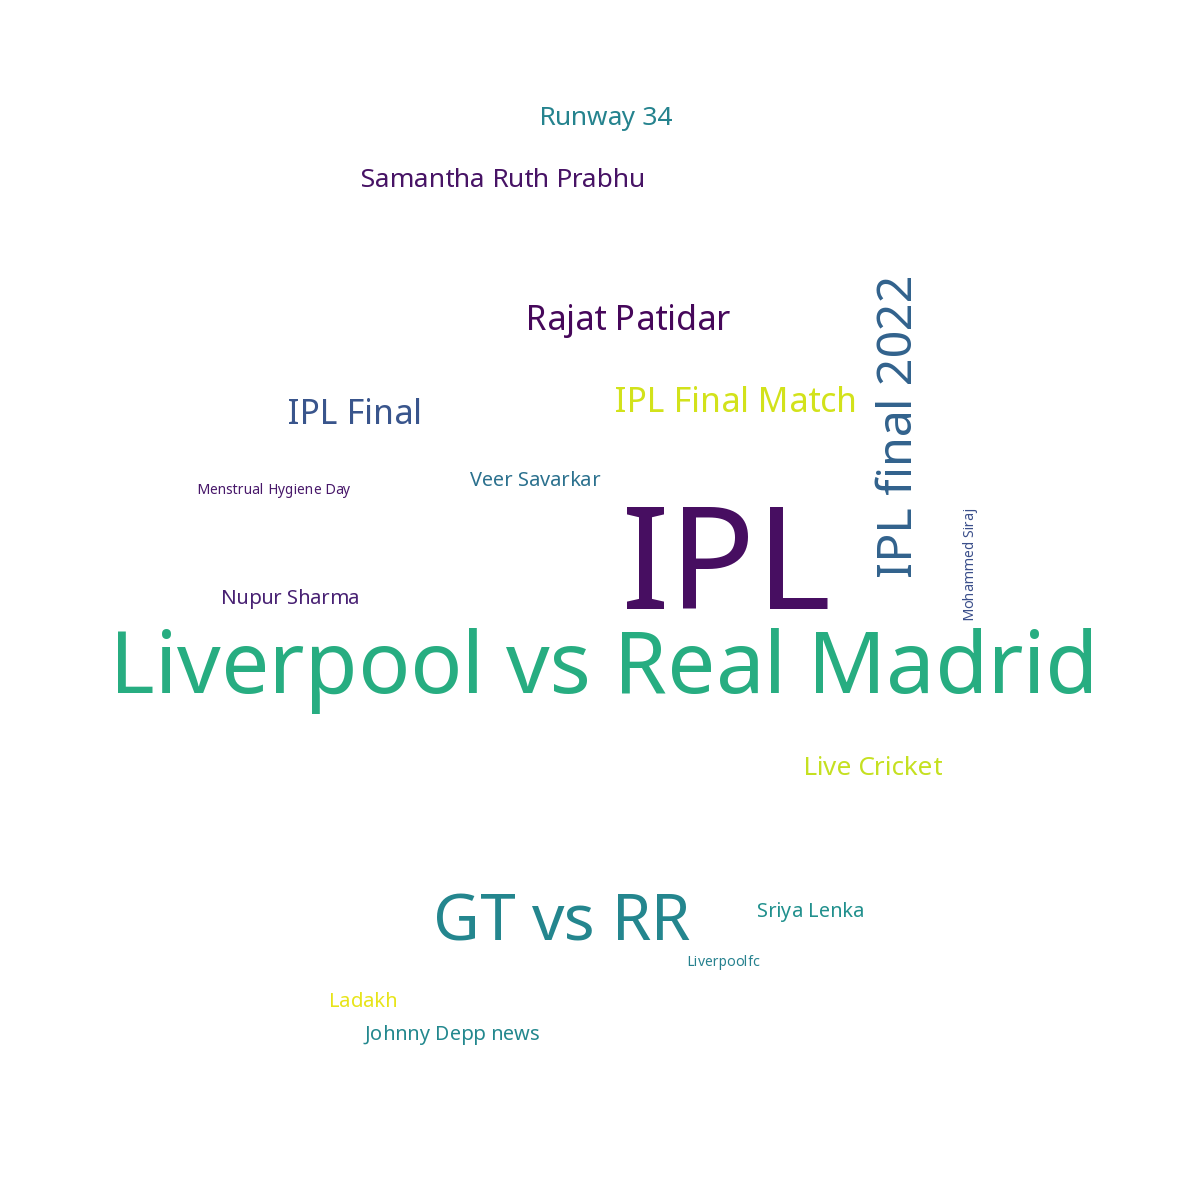 Runway 34
Samantha Ruth Prabhu
Rajat Patidar
IPL final 2022
IPL Final Match
IPL Final
Veer Savarkar
Menstrual Hygiene Day
IPL
Mohammed Siraj
Nupur Sharma
Liverpool vs Real Madrid
Live Cricket
GT vs RR
Sriya Lenka
Liverpoolfc
Ladakh
Johnny Depp news